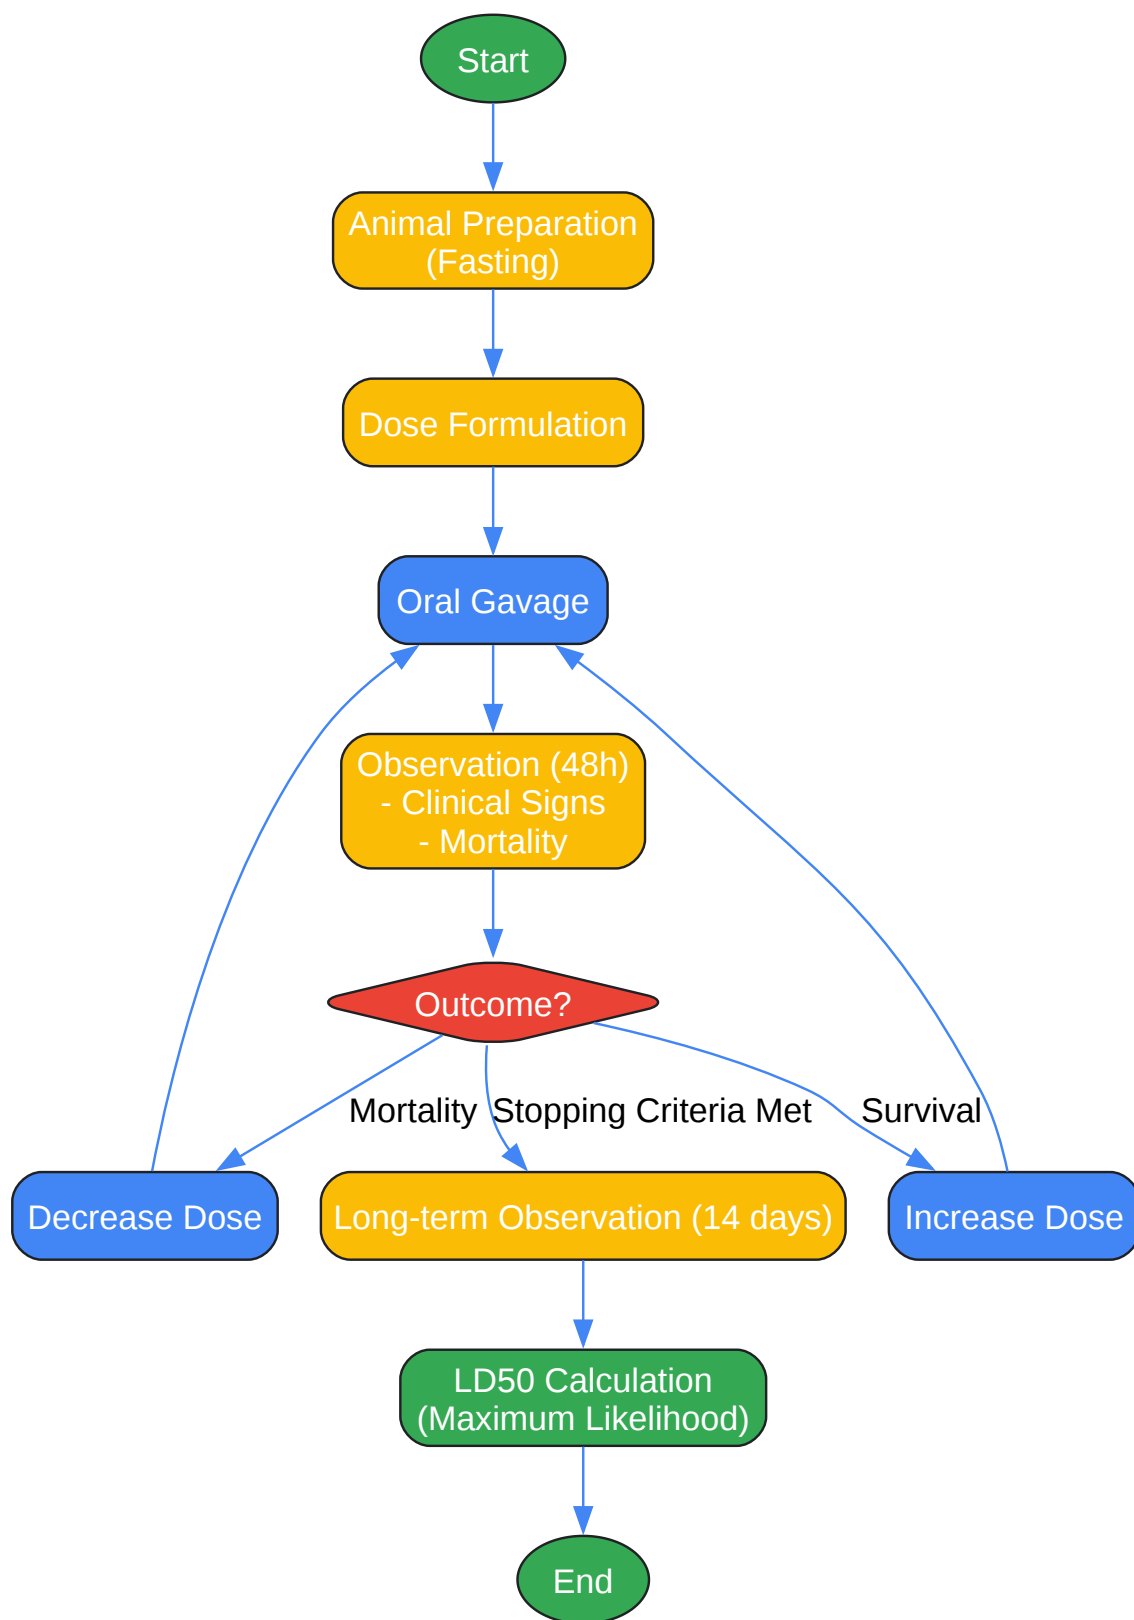 Start
Animal Preparation
(Fasting)
Dose Formulation
Oral Gavage
Observation (48h)
- Clinical Signs
- Mortality
Outcome?
Mortality
Stopping Criteria Met
Survival
Decrease Dose
Long-term Observation (14 days)
Increase Dose
LD50 Calculation
(Maximum Likelihood)
End